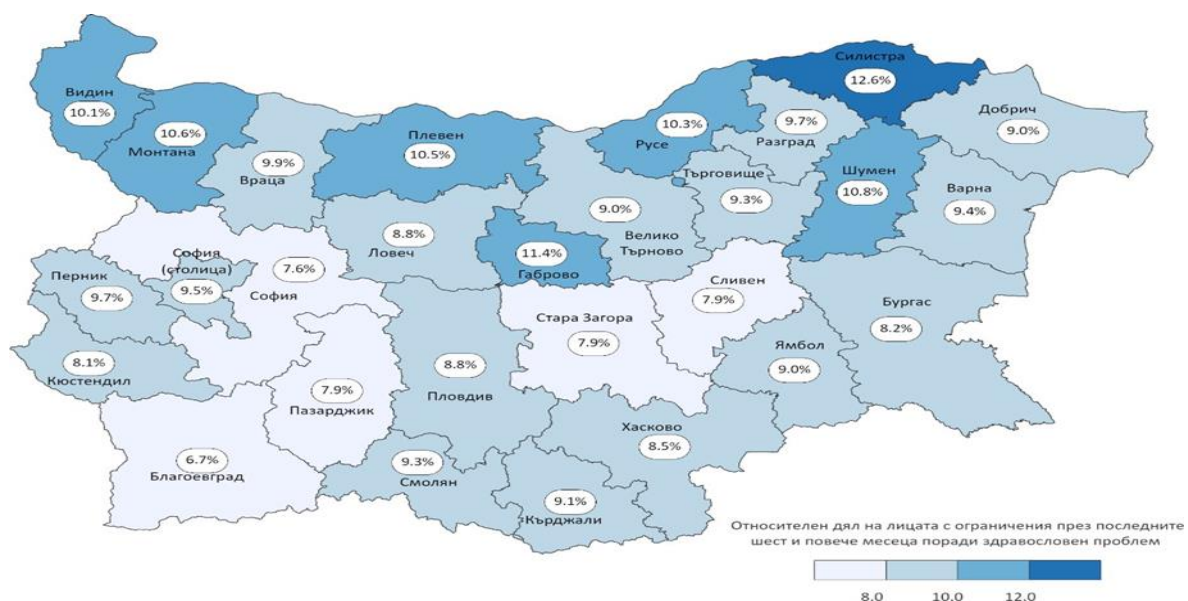 Силистра
12.6%
Видин
10.1%
Добрич
9.0%
10.6%
Монтана
Плевен
10.5%
10.3%
Русе
9.7%
Разград
9.9%
Враца
Търговище
9.3%
Шумен
10.8%
Варна
9.4%
8.8%
Ловеч
9.0%
Велико
Търново
11.4%
Габрово
София
(столица)
9.5%
7.6%
София
Перник
9.7%
Сливен
7.9%
Бургас
8.2%
Стара Загора
7.9%
8.1%
Кюстендил
8.8%
Пловдив
Ямбол
9.0%
7.9%
Пазарджик
Хасково
8.5%
6.7%
Благоевград
9.3%
Смолян
9.1%
Кърджали
Относителен дял на лицата с ограничения през последните
шест и повече месеца поради здравословен проблем
8.0 10.0 12.0